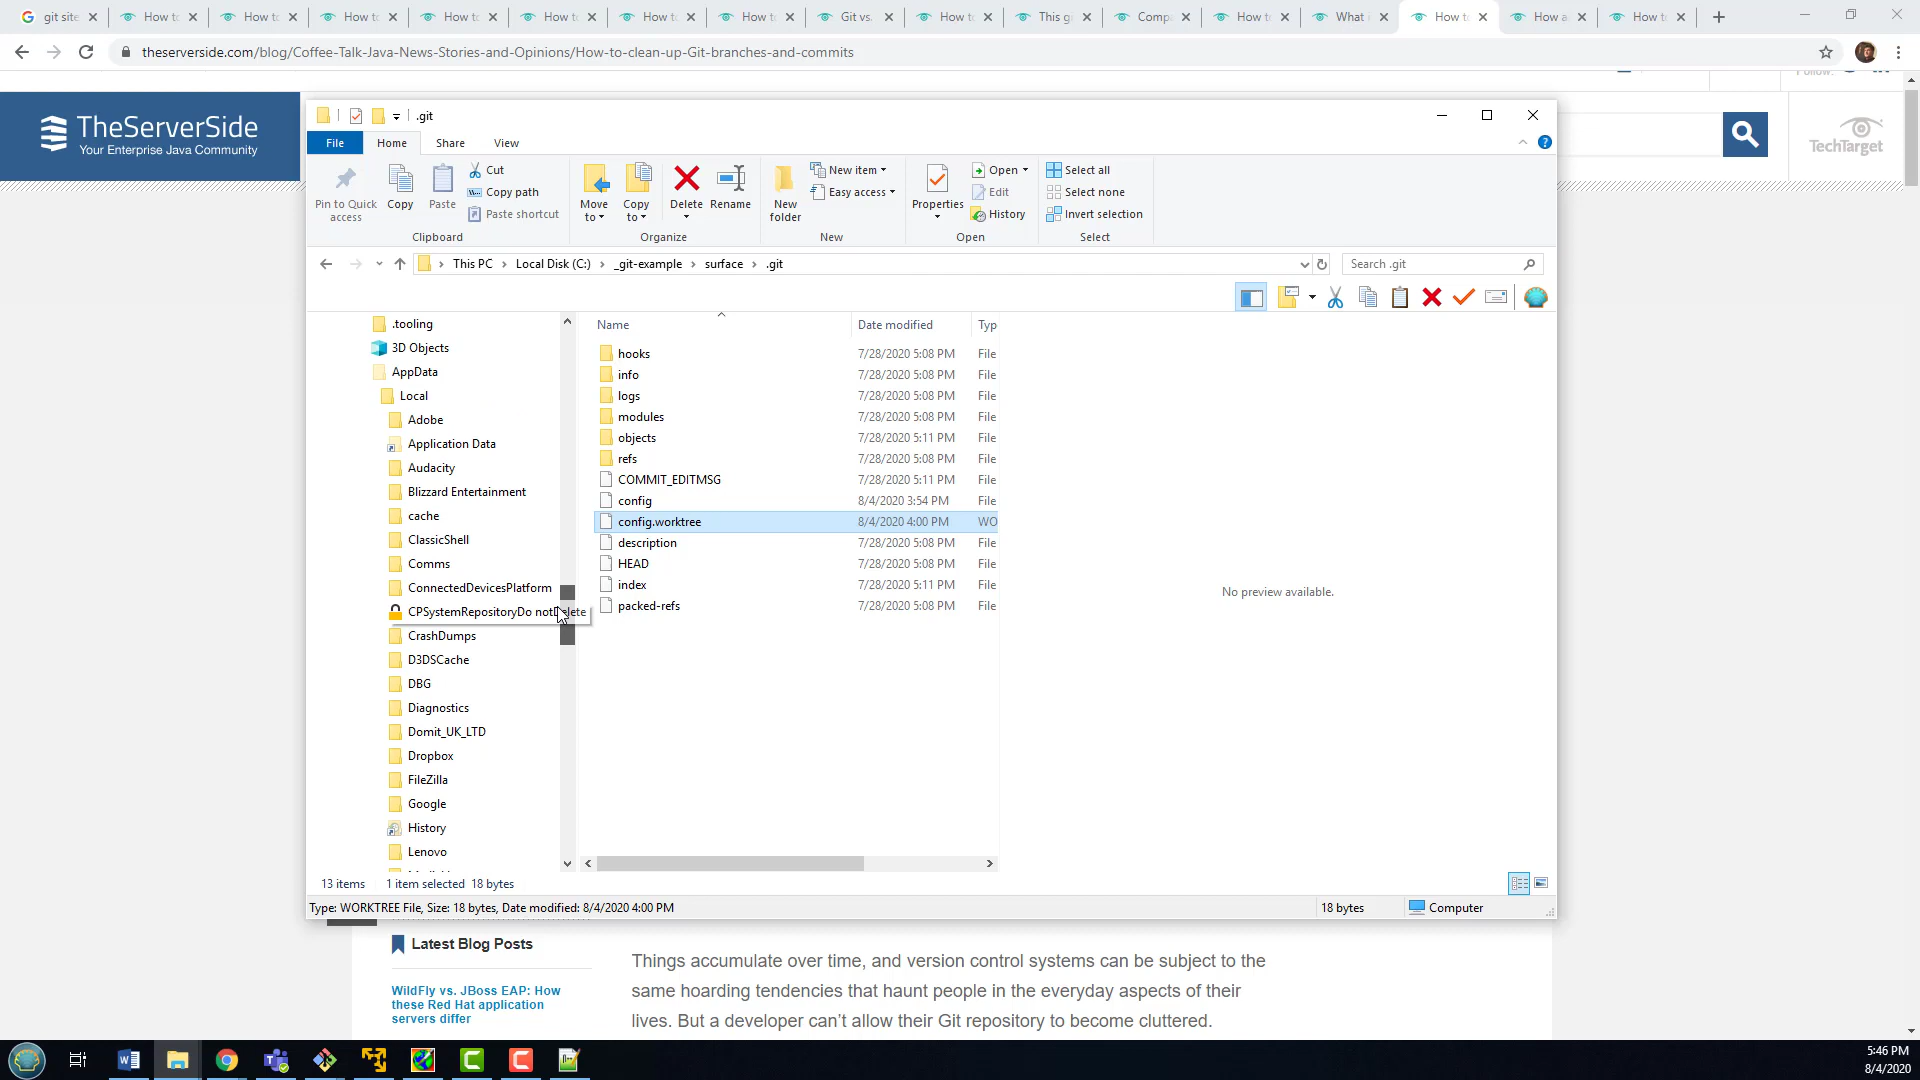 git site
How to
How to
How to
How to
How to
How to
How to
Git vs.
How to
This g
Comp
How t
What i
How to
How a
How to
theserverside.com/blog/Coffee-Talk-Java-News-Stories-and-Opinions/How-to-clean-up-Git-branches-and-commits
TheServerSide
Your Enterprise Java Community
Follow:
TechTarget
.git
File
Home
Share
View
Pin to Quick
access
Copy
Paste
Cut
Copy path
Paste shortcut
Clipboard
Move
to
Copy
to
Delete
Rename
Organize
New
folder
New item
Easy access
New
Properties
Open
Edit
History
Open
Select all
Select none
Invert selection
Select
This PC
Local Disk (C:)
_git-example
surface
.git
Search .git
.tooling
3D Objects
AppData
Local
Adobe
Application Data
Audacity
Blizzard Entertainment
cache
ClassicShell
Comms
ConnectedDevicesPlatform
CPSystemRepositoryDo not
CrashDumps
D3DSCache
DBG
Diagnostics
Domit_UK_LTD
Dropbox
FileZilla
Google
History
Lenovo
Name Date modified Typ
hooks 7/28/2020 5:08 PM File
info 7/28/2020 5:08 PM File
logs 7/28/2020 5:08 PM File
modules 7/28/2020 5:08 PM File
objects 7/28/2020 5:11 PM File
refs 7/28/2020 5:08 PM File
COMMIT_EDITMSG 7/28/2020 5:11 PM File
config 8/4/2020 3:54 PM File
config.worktree 8/4/2020 4:00 PM WO
description 7/28/2020 5:08 PM File
HEAD 7/28/2020 5:08 PM File
index 7/28/2020 5:11 PM File
packed-refs 7/28/2020 5:08 PM File
No preview available.
13 items 1 item selected 18 bytes
Type: WORKTREE File, Size: 18 bytes, Date modified: 8/4/2020 4:00 PM
18 bytes
Computer
Latest Blog Posts
WildFly vs. JBoss EAP: How
these Red Hat application
servers differ
Things accumulate over time, and version control systems can be subject to the
same hoarding tendencies that haunt people in the everyday aspects of their
lives. But a developer can’t allow their Git repository to become cluttered.
5:46 PM
8/4/2020